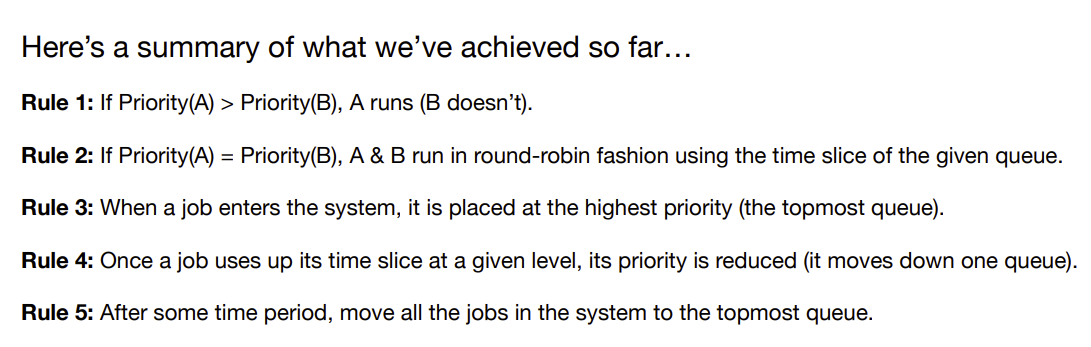 Here’s a summary of what we’ve achieved so far…
Rule 1: If Priority(A) > Priority(B), A runs (B doesn’t).
Rule 2: If Priority(A) = Priority(B), A & B run in round-robin fashion using the time slice of the given queue.
Rule 3: When a job enters the system, it is placed at the highest priority (the topmost queue).
Rule 4: Once a job uses up its time slice at a given level, its priority is reduced (it moves down one queue).
Rule 5: After some time period, move all the jobs in the system to the topmost queue.